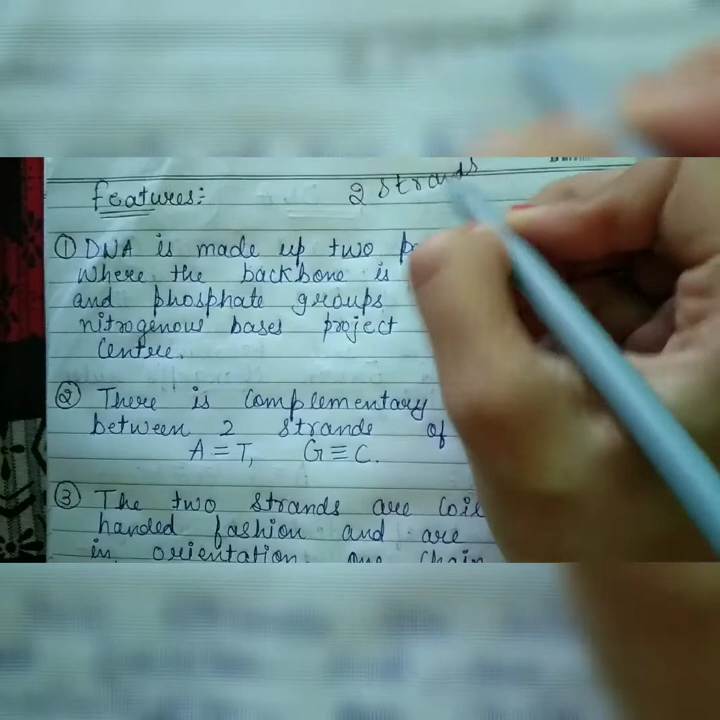 Features:
2 strands
① DNA is made up two
where the backbone is
and phosphate groups
nitrogenous bases project
Centre.
② There is complementary
between 2 strands of
A = T, G ≡ C.
③ The two strands are
handed fashion and are
in orientation one chain